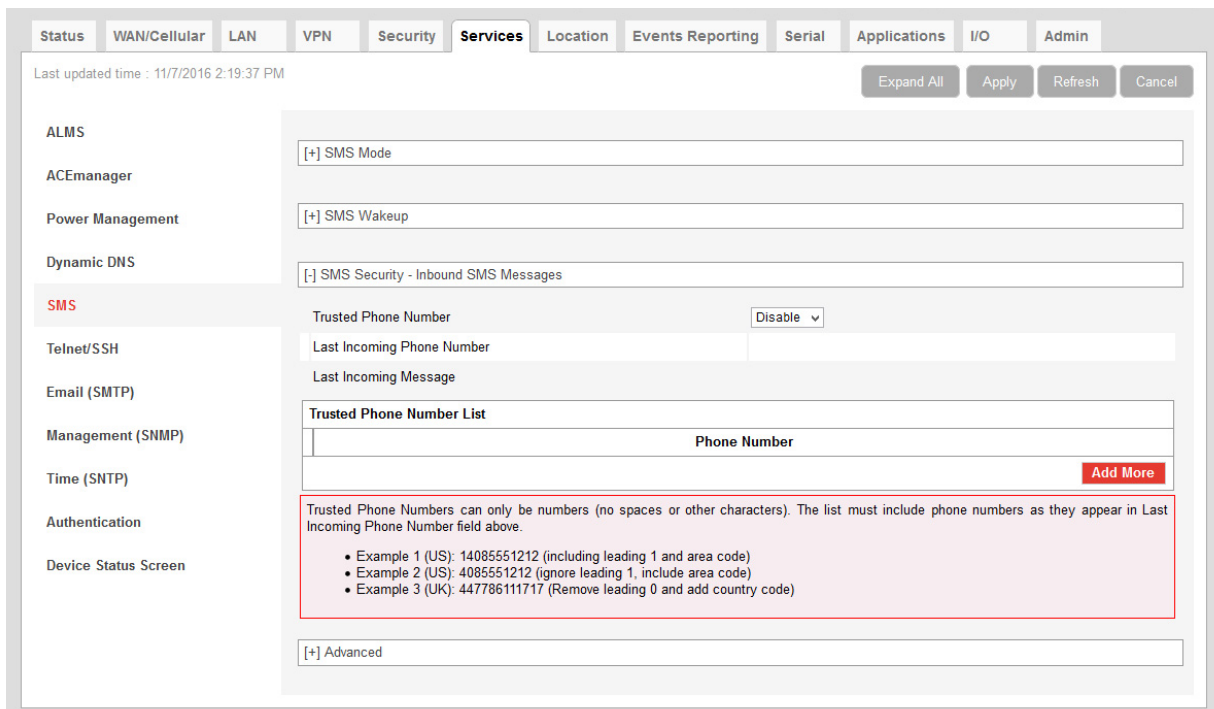 Status WAN/Cellular LAN VPN Security Services Location Events Reporting Serial Applications I/O Admin
Last updated time : 11/7/2016 2:19:37 PM
Expand All Apply Refresh Cancel
ALMS
ACEmanager
Power Management
Dynamic DNS
SMS
Telnet/SSH
Email (SMTP)
Management (SNMP)
Time (SNTP)
Authentication
Device Status Screen
[+] SMS Mode
[+] SMS Wakeup
[-] SMS Security - Inbound SMS Messages
Trusted Phone Number Disable
Last Incoming Phone Number
Last Incoming Message
Trusted Phone Number List
Phone Number
Add More
Trusted Phone Numbers can only be numbers (no spaces or other characters). The list must include phone numbers as they appear in Last
Incoming Phone Number field above.
• Example 1 (US): 14085551212 (including leading 1 and area code)
• Example 2 (US): 4085551212 (ignore leading 1, include area code)
• Example 3 (UK): 447786111717 (Remove leading 0 and add country code)
[+] Advanced